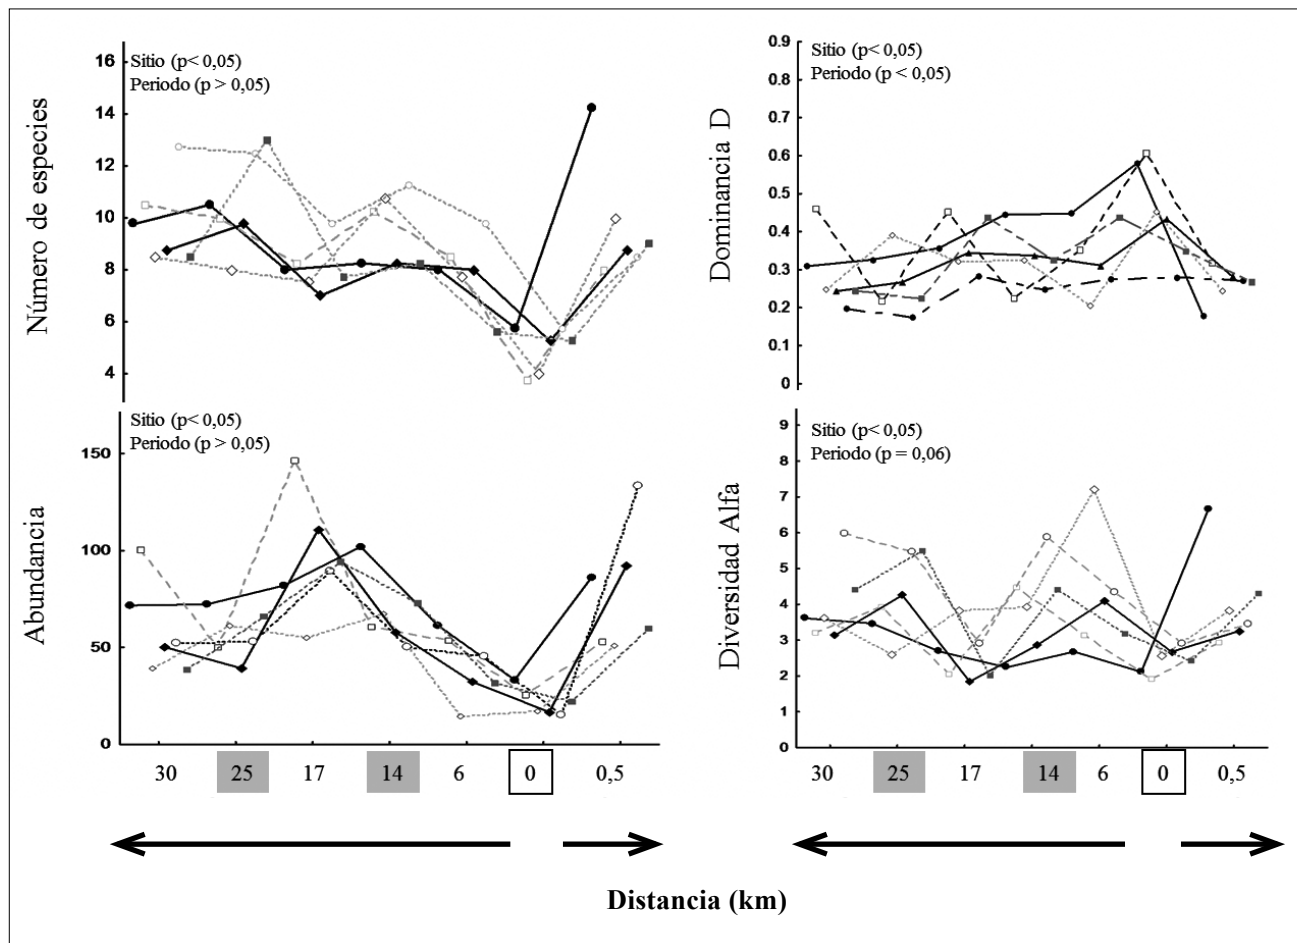 Número de especies
16
14
12
10
8
6
4
Sitio (p< 0,05)
Periodo (p > 0,05)
Dominancia D
0.9
0.8
0.7
0.6
0.5
0.4
0.3
0.2
0.1
0
Sitio (p< 0,05)
Periodo (p < 0,05)
Abundancia
150
100
50
0
Sitio (p< 0,05)
Periodo (p > 0,05)
30 25 17 14 6 0 0,5
Diversidad Alfa
9
8
7
6
5
4
3
2
1
0
Sitio (p< 0,05)
Periodo (p = 0,06)
30 25 17 14 6 0 0,5
Distancia (km)